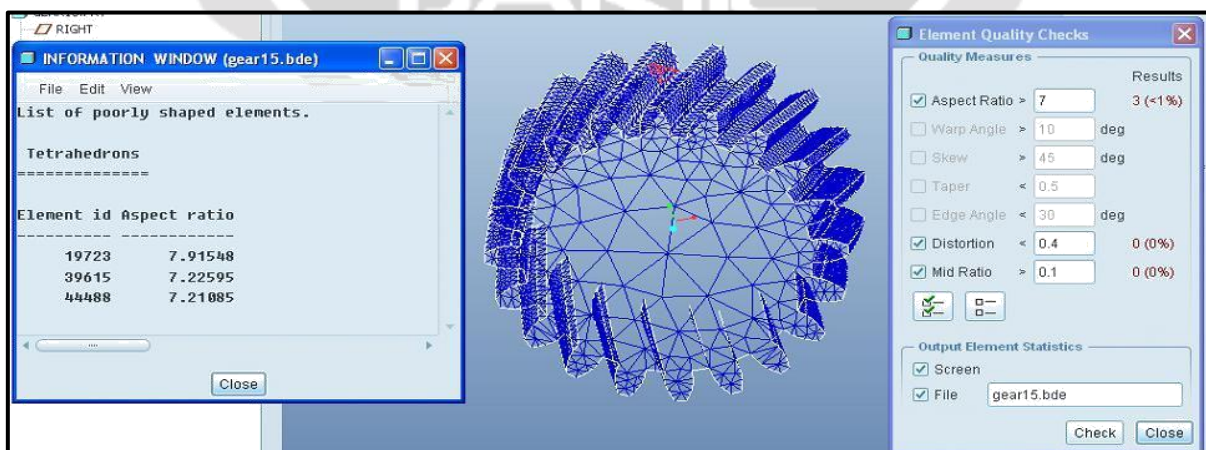 RIGHT
INFORMATION WINDOW (gear15.bde)
File Edit View
List of poorly shaped elements.
Tetrahedrons
==============
Element id Aspect ratio
---------- ------------
19723 7.91548
39615 7.22595
44488 7.21085
Close
Element Quality Checks
Quality Measures
Results
Aspect Ratio > 7 3 (<1%)
Warp Angle > 10 deg
Skew > 45 deg
Taper < 0.5
Edge Angle < 30 deg
Distortion < 0.4 0 (0%)
Mid Ratio > 0.1 0 (0%)
Output Element Statistics
Screen
File gear15.bde
Check Close